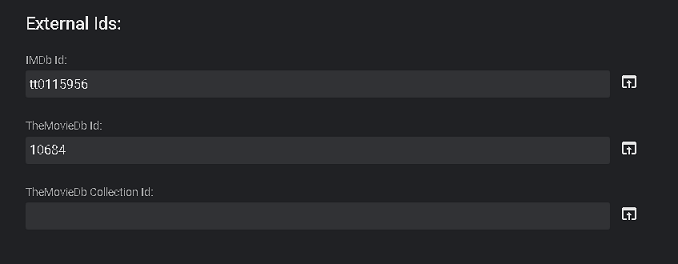 External Ids:
IMDb Id:
tt0115956
TheMovieDb Id:
10684
TheMovieDb Collection Id: